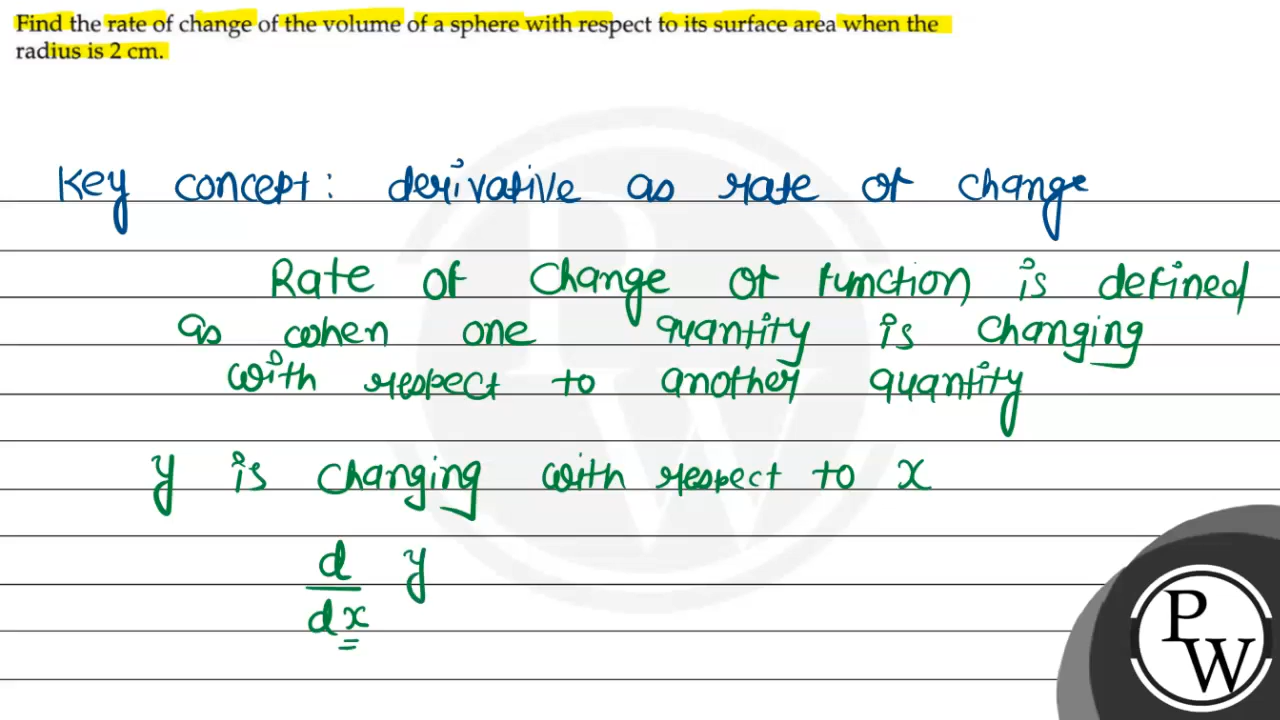 Find the rate of change of the volume of a sphere with respect to its surface area when the
radius is 2 cm.
Key concept: derivative as rate of change
Rate of change of function is defined
as when one quantity is changing
with respect to another quantity
y is changing with respect to x
d/dx y
P
W
PW